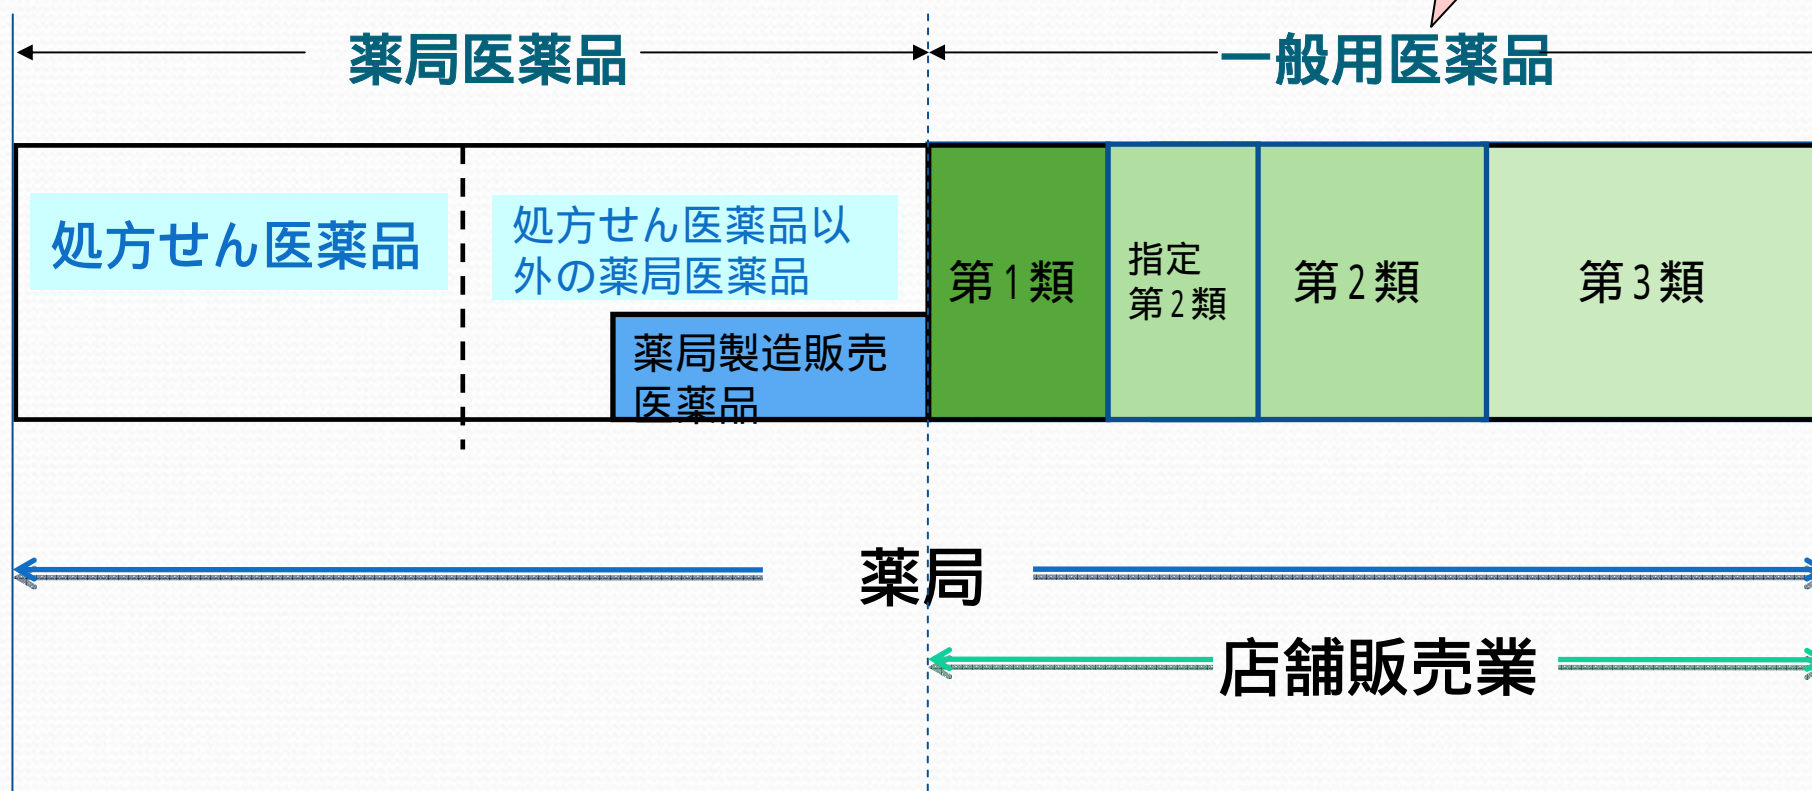 薬局医薬品
一般用医薬品
処方せん医薬品
処方せん医薬品以
外の薬局医薬品
薬局製造販売
医薬品
第1類
指定
第2類
第2類
第3類
薬局
店舗販売業